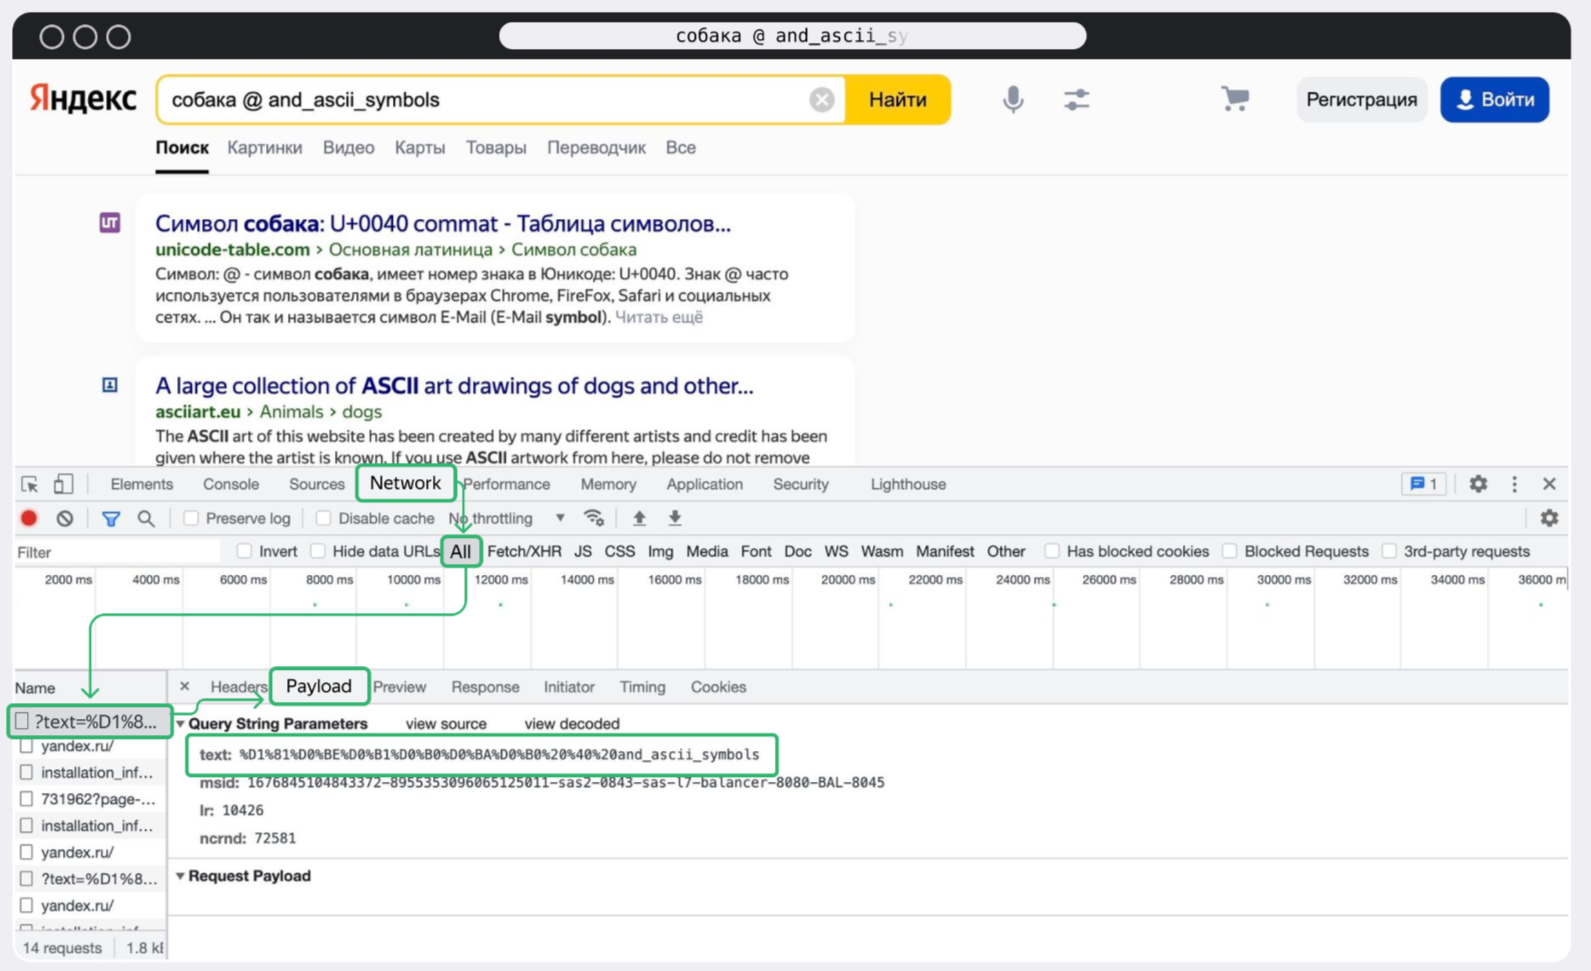 собака @ and_ascii_sy
Яндекс
собака @ and_ascii_symbols
Найти
Регистрация
Войти
Поиск Картинки Видео Карты Товары Переводчик Все
UT
Символ собака: U+0040 commat - Таблица символов...
unicode-table.com › Основная латиница › Символ собака
Символ: @ - символ собака, имеет номер знака в Юникоде: U+0040. Знак @ часто
используется пользователями в браузерах Chrome, FireFox, Safari и социальных
сетях. ... Он так и называется символ E-Mail (E-Mail symbol). Читать ещё
A large collection of ASCII art drawings of dogs and other...
asciiart.eu › Animals › dogs
The ASCII art of this website has been created by many different artists and credit has been
given where the artist is known. If you use ASCII artwork from here, please do not remove
Elements Console Sources Network Performance Memory Application Security Lighthouse 1
Preserve log Disable cache No throttling
Filter Invert Hide data URLs All Fetch/XHR JS CSS Img Media Font Doc WS Wasm Manifest Other Has blocked cookies Blocked Requests 3rd-party requests
2000 ms 4000 ms 6000 ms 8000 ms 10000 ms 12000 ms 14000 ms 16000 ms 18000 ms 20000 ms 22000 ms 24000 ms 26000 ms 28000 ms 30000 ms 32000 ms 34000 ms 36000 m
Name
Headers Payload Preview Response Initiator Timing Cookies
?text=%D1%8...
yandex.ru/
installation_inf...
731962?page-...
installation_inf...
yandex.ru/
?text=%D1%8...
yandex.ru/
14 requests 1.8 kB
Query String Parameters view source view decoded
text: %D1%81%D0%BE%D0%B1%D0%B0%D0%BA%D0%B0%20%40%20and_ascii_symbols
msid: 1676845104843372-8955353096065125011-sas2-0843-sas-l7-balancer-8080-BAL-8045
lr: 10426
ncrnd: 72581
Request Payload